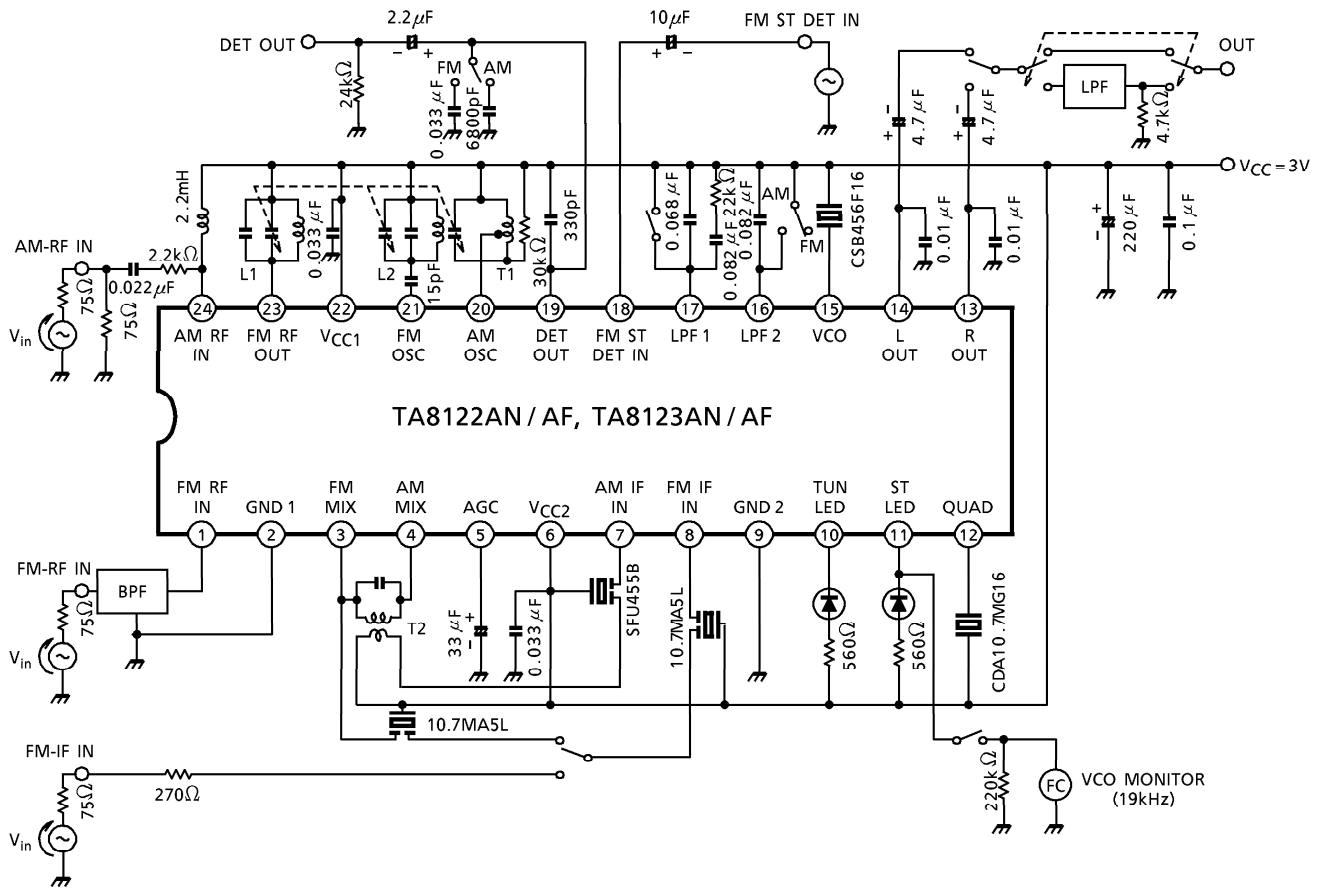 DET OUT
2.2μF
− +
10μF
+ −
FM ST DET IN
OUT
24kΩ
FM AM
0.033μF
6800pF
LPF
4.7kΩ
− + 4.7μF
− + 4.7μF
VCC=3V
2.2mH
L1
0.033μF
L2
15pF
T1
30kΩ
330pF
0.068μF
22kΩ
0.082μF
0.082μF
AM
FM
CSB456F16
0.01μF
0.01μF
+ − 220μF
0.1μF
AM-RF IN
2.2kΩ
0.022μF
75Ω
75Ω
Vin
24 23 22 21 20 19 18 17 16 15 14 13
AM RF IN
FM RF OUT
VCC1
FM OSC
AM OSC
DET OUT
FM ST DET IN
LPF1
LPF2
VCO
L OUT
R OUT
TA8122AN/AF, TA8123AN/AF
FM RF IN
GND1
FM MIX
AM MIX
AGC
VCC2
AM IF IN
FM IF IN
GND2
TUN LED
ST LED
QUAD
1 2 3 4 5 6 7 8 9 10 11 12
FM-RF IN
BPF
75Ω
Vin
T2
33μF + −
0.033μF
SFU455B
10.7MA5L
560Ω
560Ω
CDA10.7MG16
10.7MA5L
FM-IF IN
270Ω
75Ω
Vin
220kΩ
FC
VCO MONITOR
(19kHz)